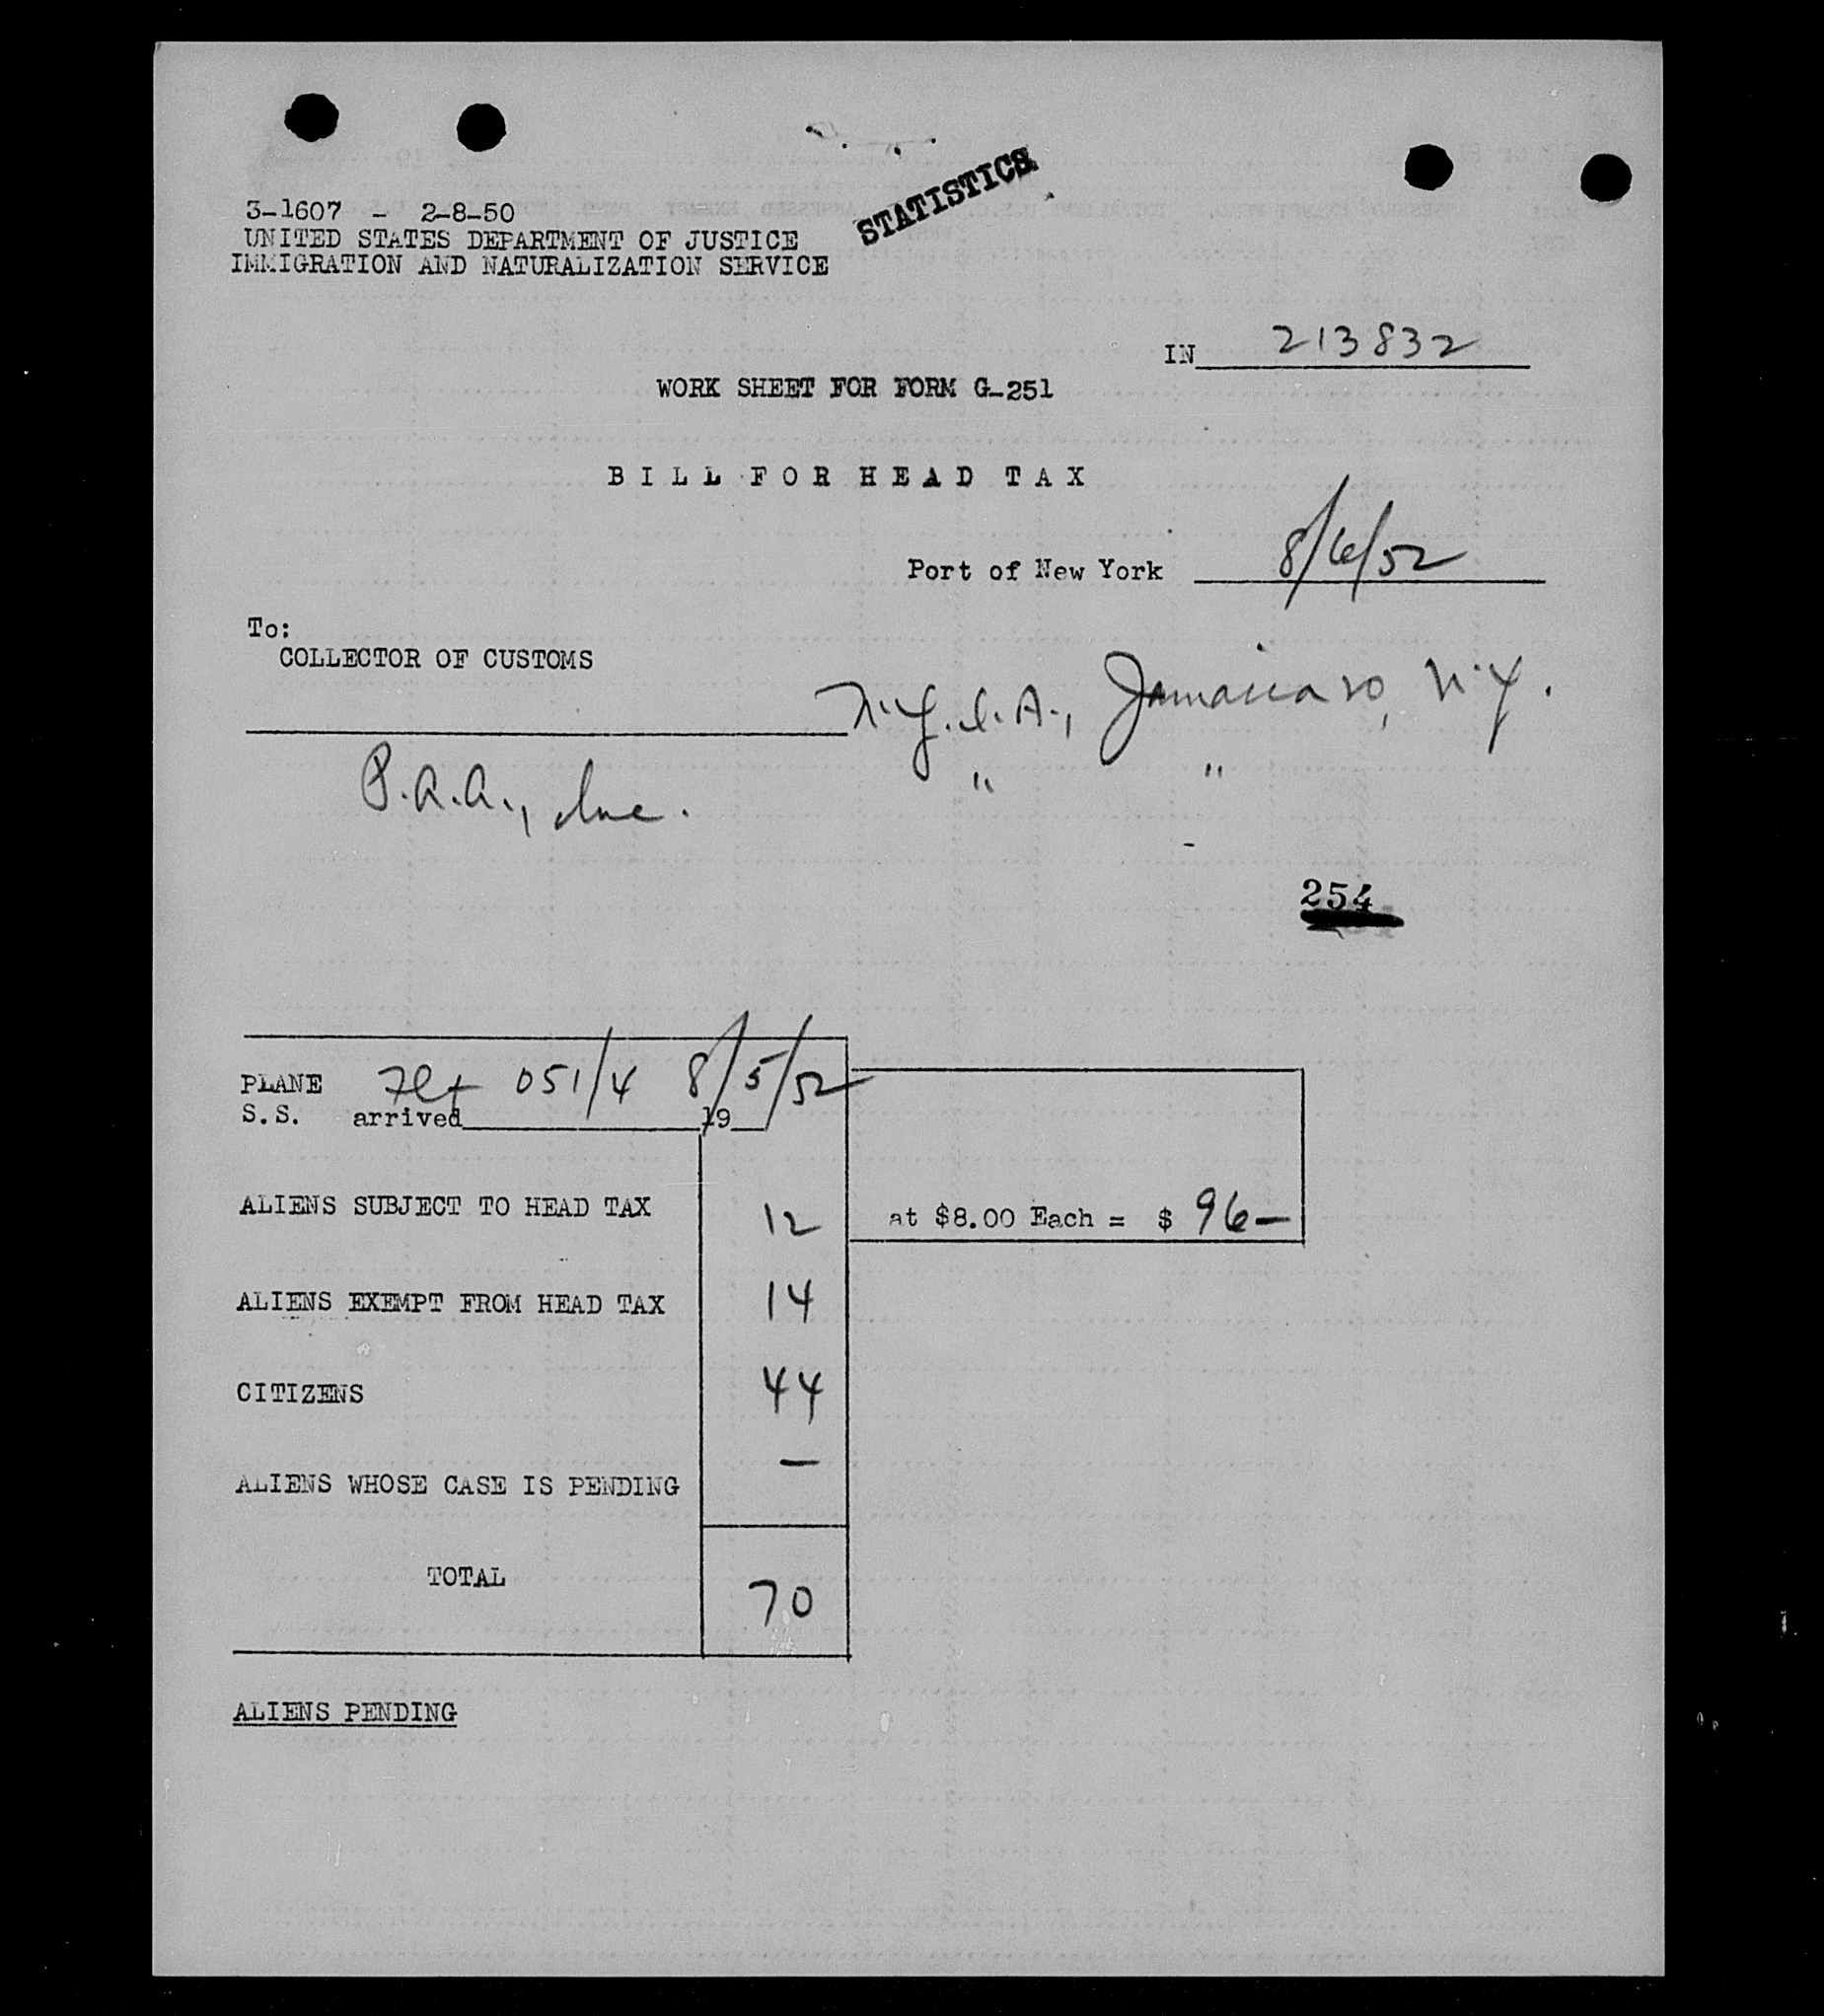 STATISTICS
3-1607 - 2-8-50
UNITED STATES DEPARTMENT OF JUSTICE
IMMIGRATION AND NATURALIZATION SERVICE
IN 213832
WORK SHEET FOR FORM G-251
BILL FOR HEAD TAX
Port of New York 8/6/52
To:
COLLECTOR OF CUSTOMS
N.Y.I.A., Jamaica 10, N.Y.
P.A.A., Inc. " "
254
PLANE Flt 051/4 8/5/52
S.S. arrived 19
ALIENS SUBJECT TO HEAD TAX 12 at $8.00 Each = $ 96—
ALIENS EXEMPT FROM HEAD TAX 14
CITIZENS 44
ALIENS WHOSE CASE IS PENDING —
TOTAL 70
ALIENS PENDING